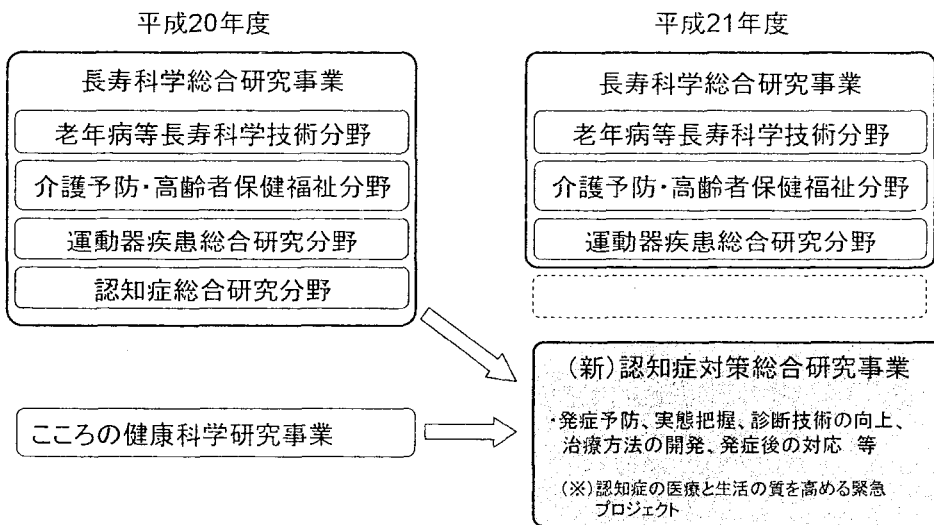 平成20年度
長寿科学総合研究事業
老年病等長寿科学技術分野
介護予防・高齢者保健福祉分野
運動器疾患総合研究分野
認知症総合研究分野
こころの健康科学研究事業
平成21年度
長寿科学総合研究事業
老年病等長寿科学技術分野
介護予防・高齢者保健福祉分野
運動器疾患総合研究分野
(新)認知症対策総合研究事業
・発症予防、実態把握、診断技術の向上、
治療方法の開発、発症後の対応 等
(※)認知症の医療と生活の質を高める緊急
プロジェクト